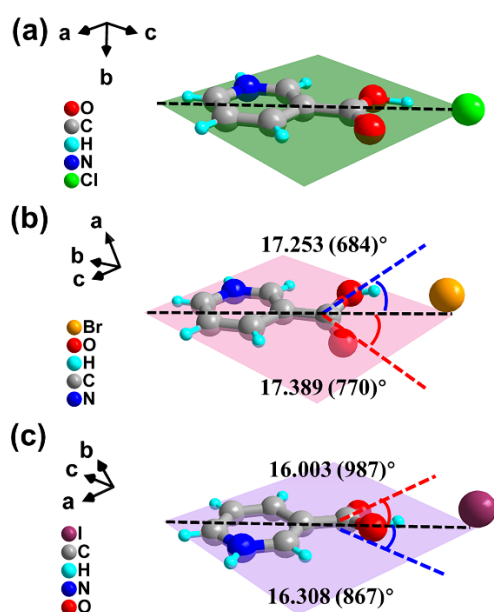 (a)
a
c
b
O
C
H
N
Cl
(b)
a
b
c
17.253 (684)°
Br
O
H
C
N
17.389 (770)°
(c)
b
c
a
16.003 (987)°
I
C
H
N
O
16.308 (867)°